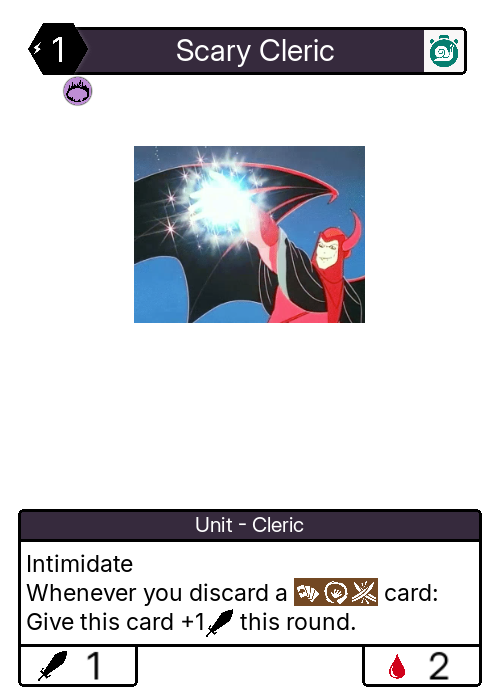 1
Scary Cleric
Unit - Cleric
Intimidate
Whenever you discard a card:
Give this card +1 this round.
1
2